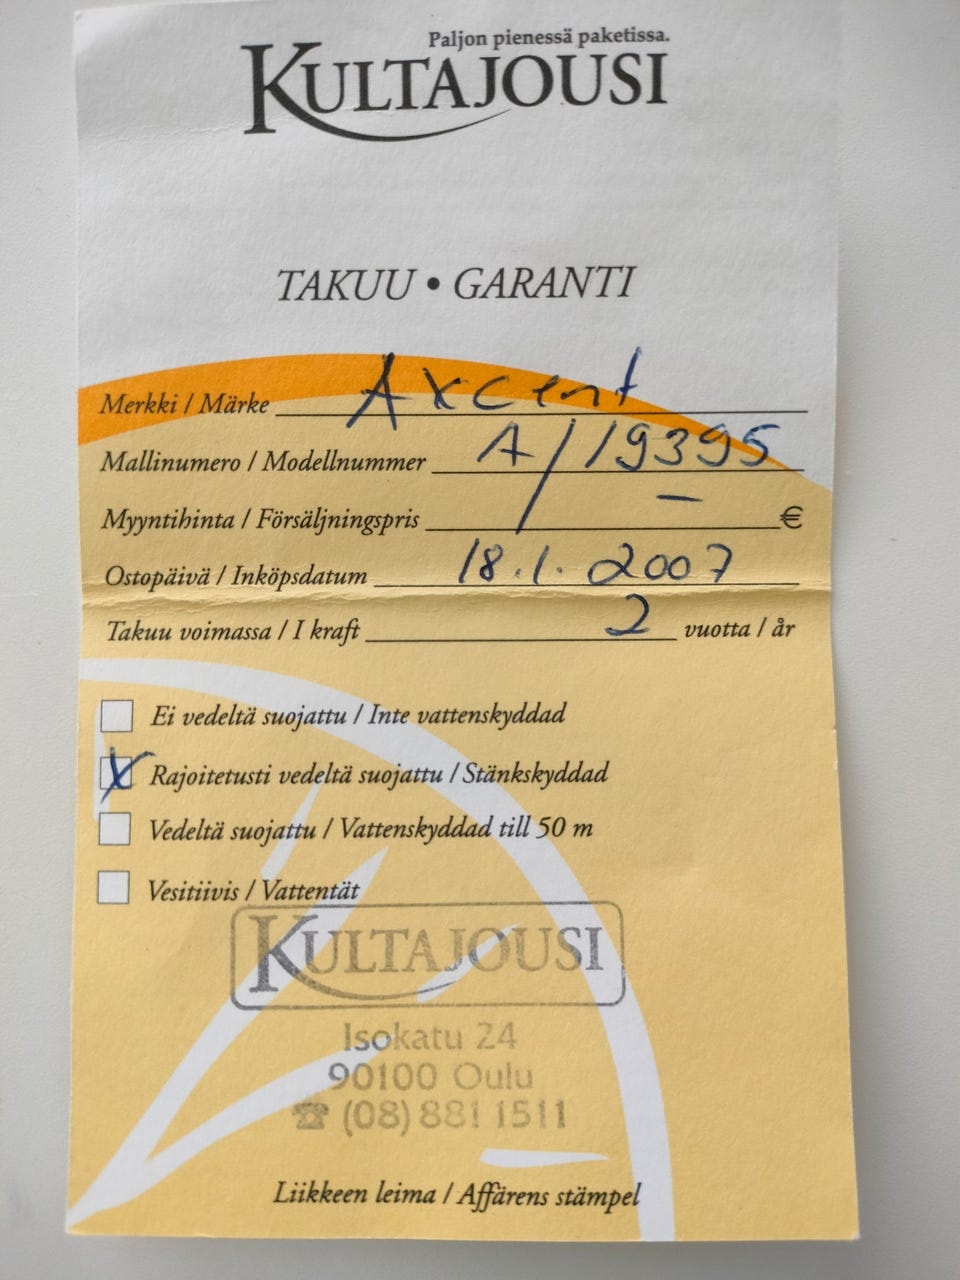 Paljon pienessä paketissa.
KULTAJOUSI
TAKUU • GARANTI
Merkki / Märke Axcent
Mallinumero / Modellnummer A/19395
Myyntihinta / Försäljningspris — €
Ostopäivä / Inköpsdatum 18.1.2007
Takuu voimassa / I kraft 2 vuotta / år
Ei vedeltä suojattu / Inte vattenskyddad
X Rajoitetusti vedeltä suojattu / Stänkskyddad
Vedeltä suojattu / Vattenskyddad till 50 m
Vesitiivis / Vattentät
KULTAJOUSI
Isokatu 24
90100 Oulu
☎ (08) 881 1511
Liikkeen leima / Affärens stämpel